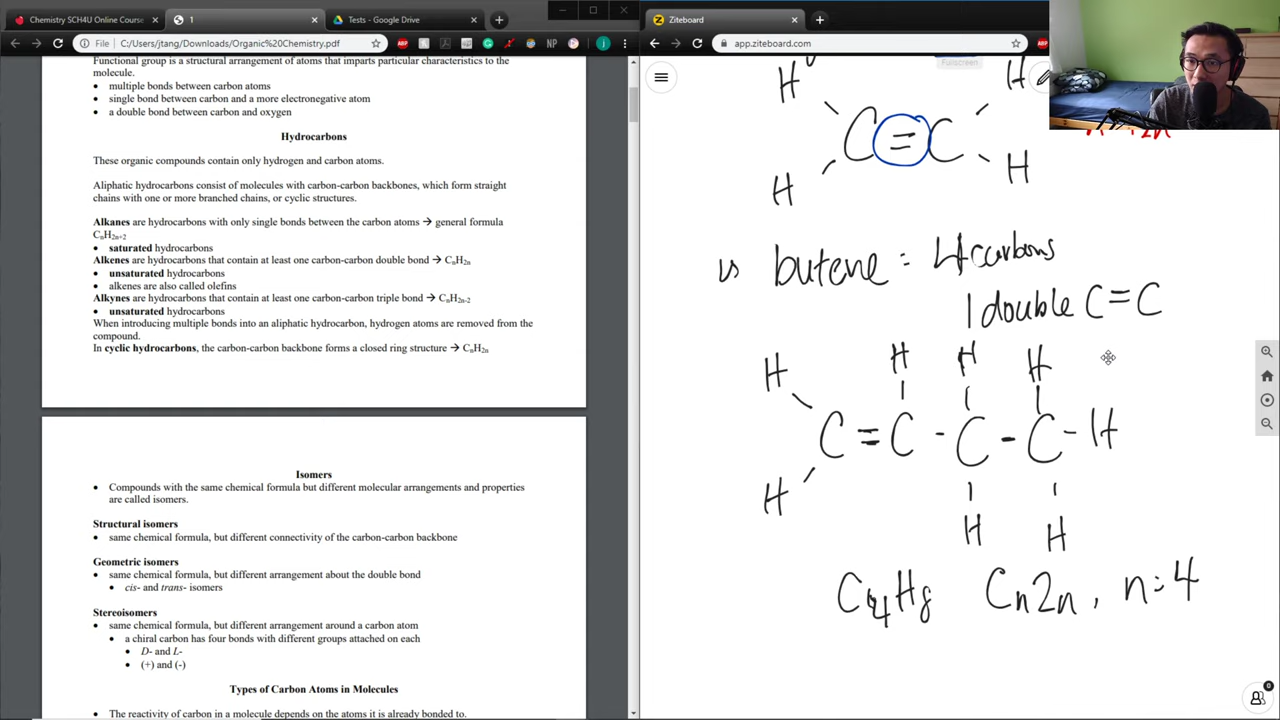 Chemistry SCH4U Online Course
1
Tests - Google Drive
File C:/Users/jtang/Downloads/Organic%20Chemistry.pdf
Functional group is a structural arrangement of atoms that imparts particular characteristics to the
molecule.
• multiple bonds between carbon atoms
• single bond between carbon and a more electronegative atom
• a double bond between carbon and oxygen
Hydrocarbons
These organic compounds contain only hydrogen and carbon atoms.
Aliphatic hydrocarbons consist of molecules with carbon-carbon backbones, which form straight
chains with one or more branched chains, or cyclic structures.
Alkanes are hydrocarbons with only single bonds between the carbon atoms → general formula
CnH2n+2
• saturated hydrocarbons
Alkenes are hydrocarbons that contain at least one carbon-carbon double bond → CnH2n
• unsaturated hydrocarbons
• alkenes are also called olefins
Alkynes are hydrocarbons that contain at least one carbon-carbon triple bond → CnH2n-2
• unsaturated hydrocarbons
When introducing multiple bonds into an aliphatic hydrocarbon, hydrogen atoms are removed from the
compound.
In cyclic hydrocarbons, the carbon-carbon backbone forms a closed ring structure → CnH2n
Isomers
• Compounds with the same chemical formula but different molecular arrangements and properties
are called isomers.
Structural isomers
• same chemical formula, but different connectivity of the carbon-carbon backbone
Geometric isomers
• same chemical formula, but different arrangement about the double bond
• cis- and trans- isomers
Stereoisomers
• same chemical formula, but different arrangement around a carbon atom
• a chiral carbon has four bonds with different groups attached on each
• D- and L-
• (+) and (-)
Types of Carbon Atoms in Molecules
• The reactivity of carbon in a molecule depends on the atoms it is already bonded to.
Ziteboard
app.ziteboard.com
Fullscreen
H H
C = C
H H
butene : 4 carbons
1 double C = C
H H H H
C = C - C - C - H
H H H
C4H8 Cn2n, n = 4